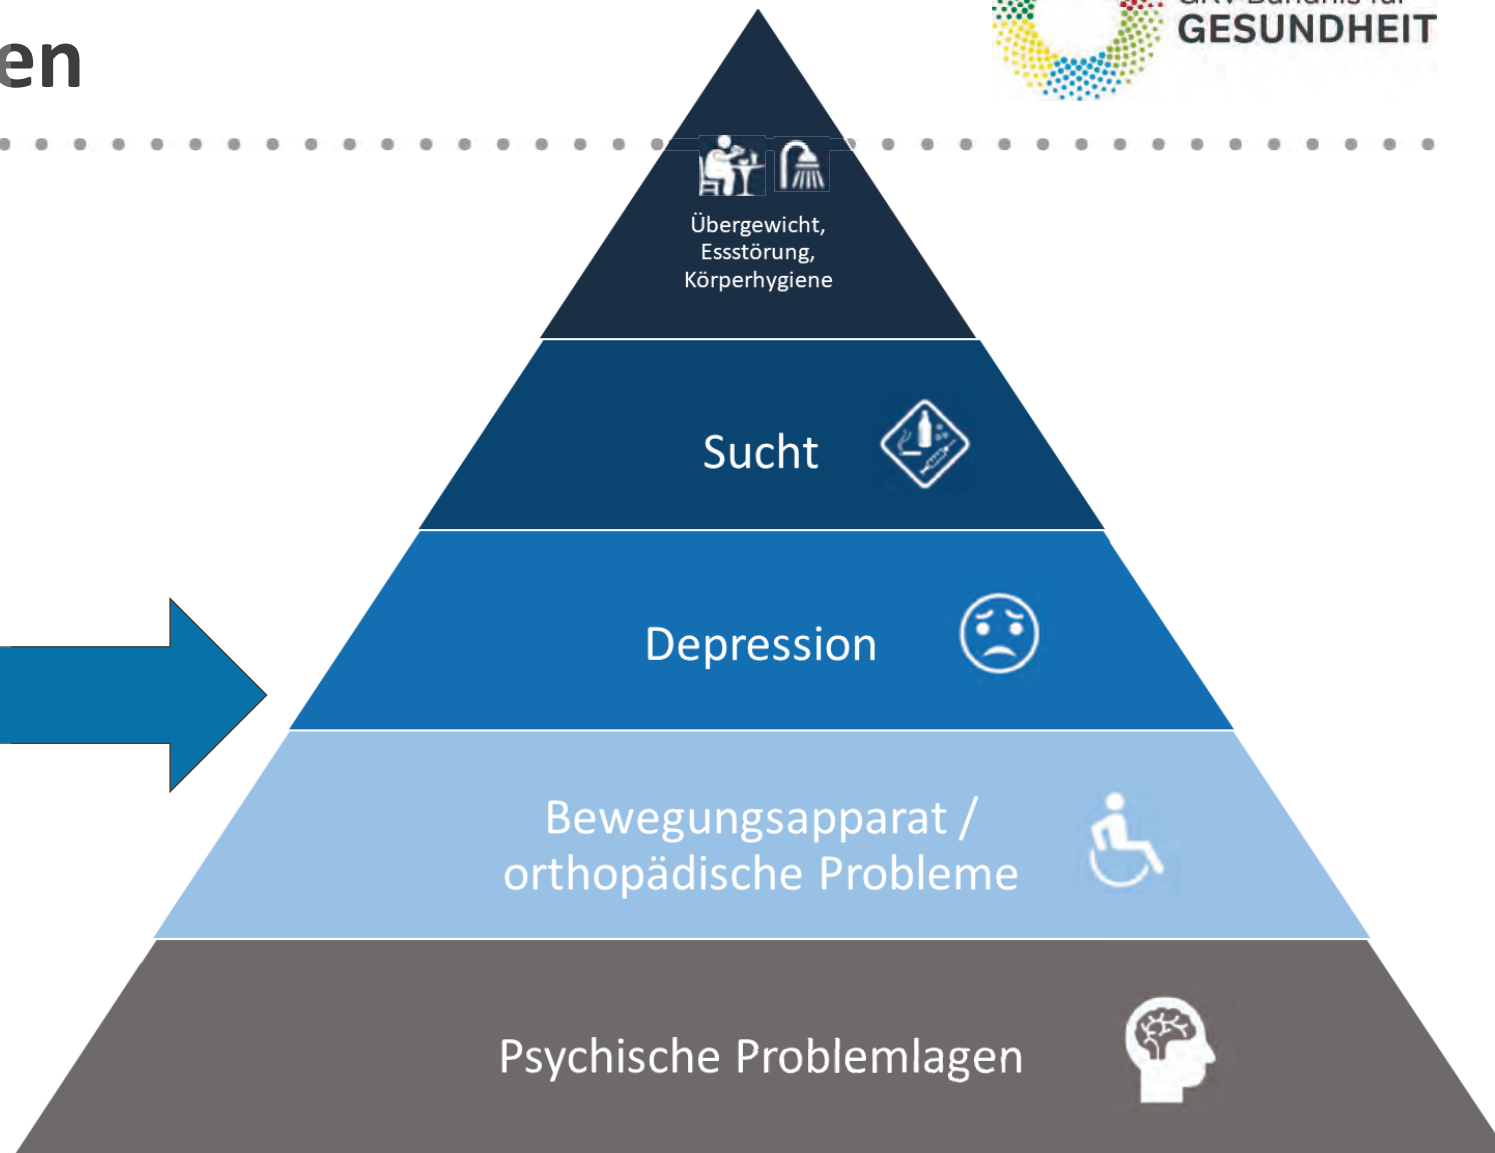 GESUNDHEIT
en
Übergewicht,
Essstörung,
Körperhygiene
Sucht
Depression
Bewegungsapparat /
orthopädische Probleme
Psychische Problemlagen